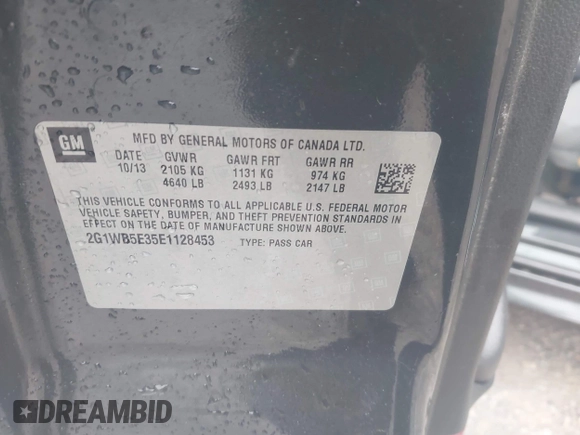 GM
MFD BY GENERAL MOTORS OF CANADA LTD.
DATE GVWR GAWR FRT GAWR RR
10/13 2105 KG 1131 KG 974 KG
4640 LB 2493 LB 2147 LB
THIS VEHICLE CONFORMS TO ALL APPLICABLE U.S. FEDERAL MOTOR
VEHICLE SAFETY, BUMPER, AND THEFT PREVENTION STANDARDS
IN EFFECT ON THE DATE OF MANUFACTURE SHOWN ABOVE.
2G1WB5E35E1128453 TYPE: PASS CAR
DREAMBID